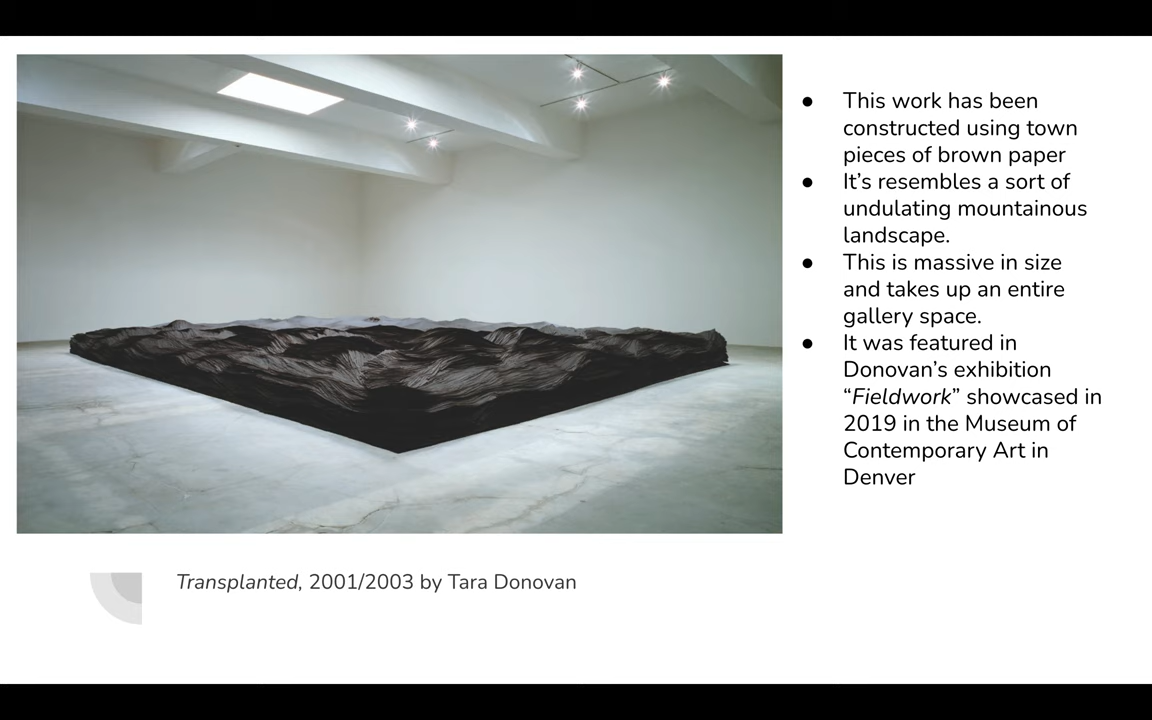 ● This work has been
constructed using town
pieces of brown paper
● It’s resembles a sort of
undulating mountainous
landscape.
● This is massive in size
and takes up an entire
gallery space.
● It was featured in
Donovan’s exhibition
“Fieldwork” showcased in
2019 in the Museum of
Contemporary Art in
Denver
Transplanted, 2001/2003 by Tara Donovan